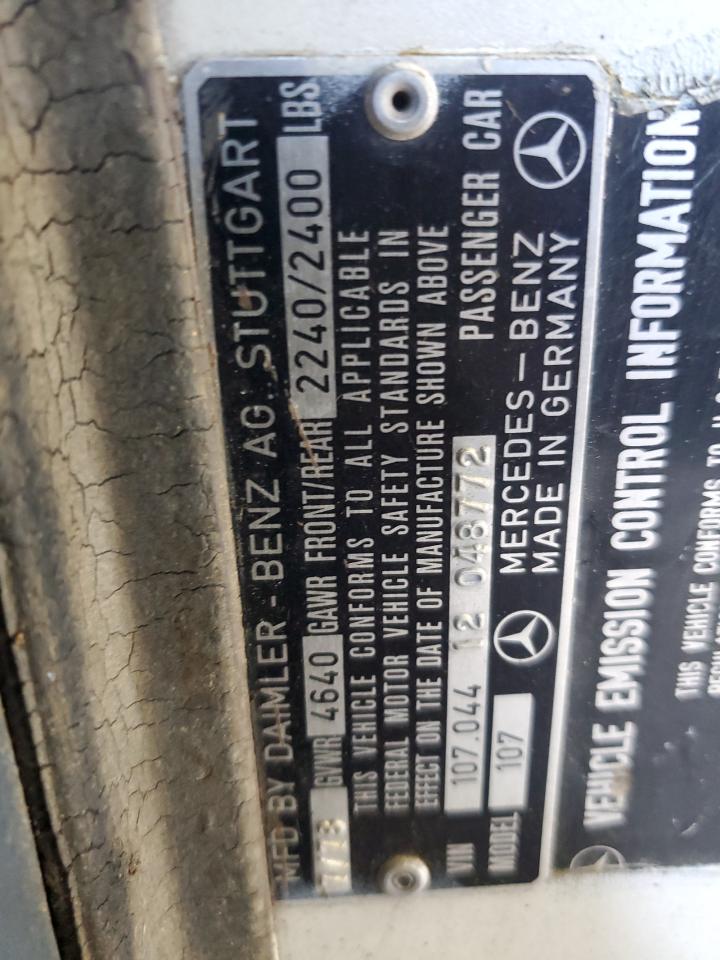 MFD BY DAIMLER-BENZ AG. STUTTGART
7/78 GVWR 4640 GAWR FRONT/REAR 2240/2400 LBS
THIS VEHICLE CONFORMS TO ALL APPLICABLE
FEDERAL MOTOR VEHICLE SAFETY STANDARDS IN
EFFECT ON THE DATE OF MANUFACTURE SHOWN ABOVE
VIN 107.044 12 048772 PASSENGER CAR
MODEL 107 MERCEDES-BENZ
MADE IN GERMANY
VEHICLE EMISSION CONTROL INFORMATION
THIS VEHICLE CONFORMS TO